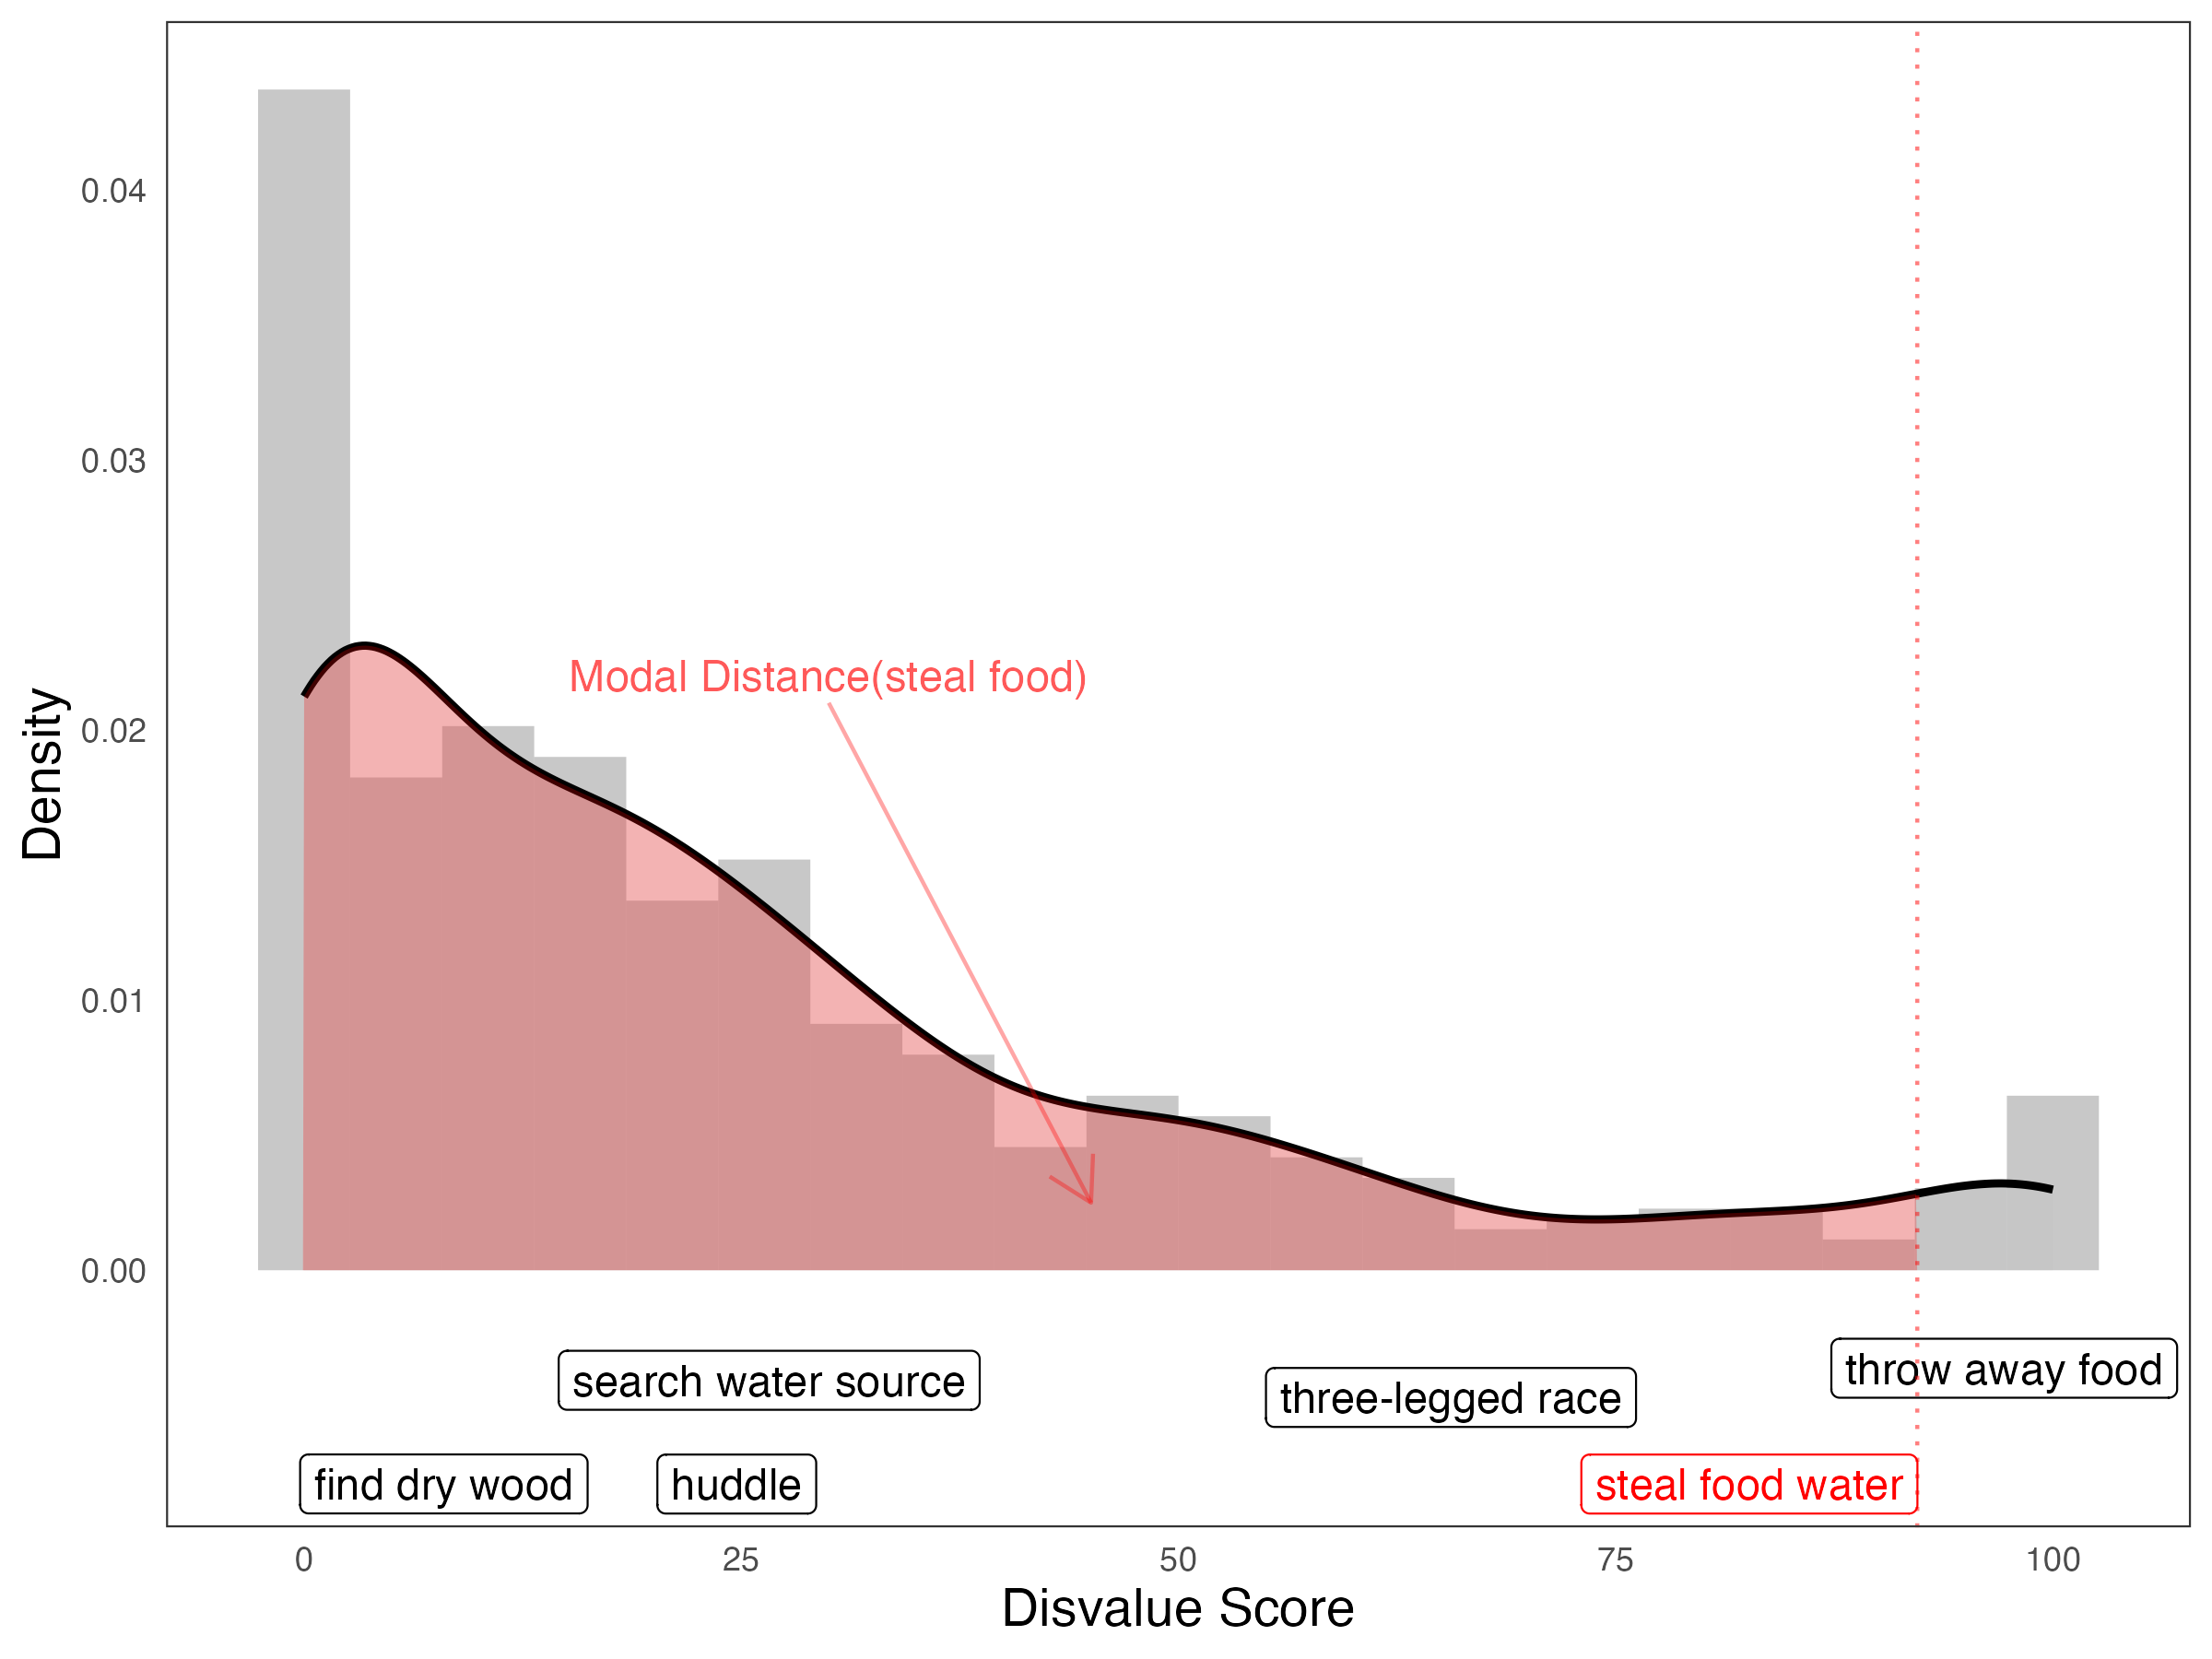 0.04
0.03
0.02
0.01
0.00
Density
Modal Distance(steal food)
search water source
three-legged race
throw away food
find dry wood
huddle
steal food water
0
25
50
75
100
Disvalue Score